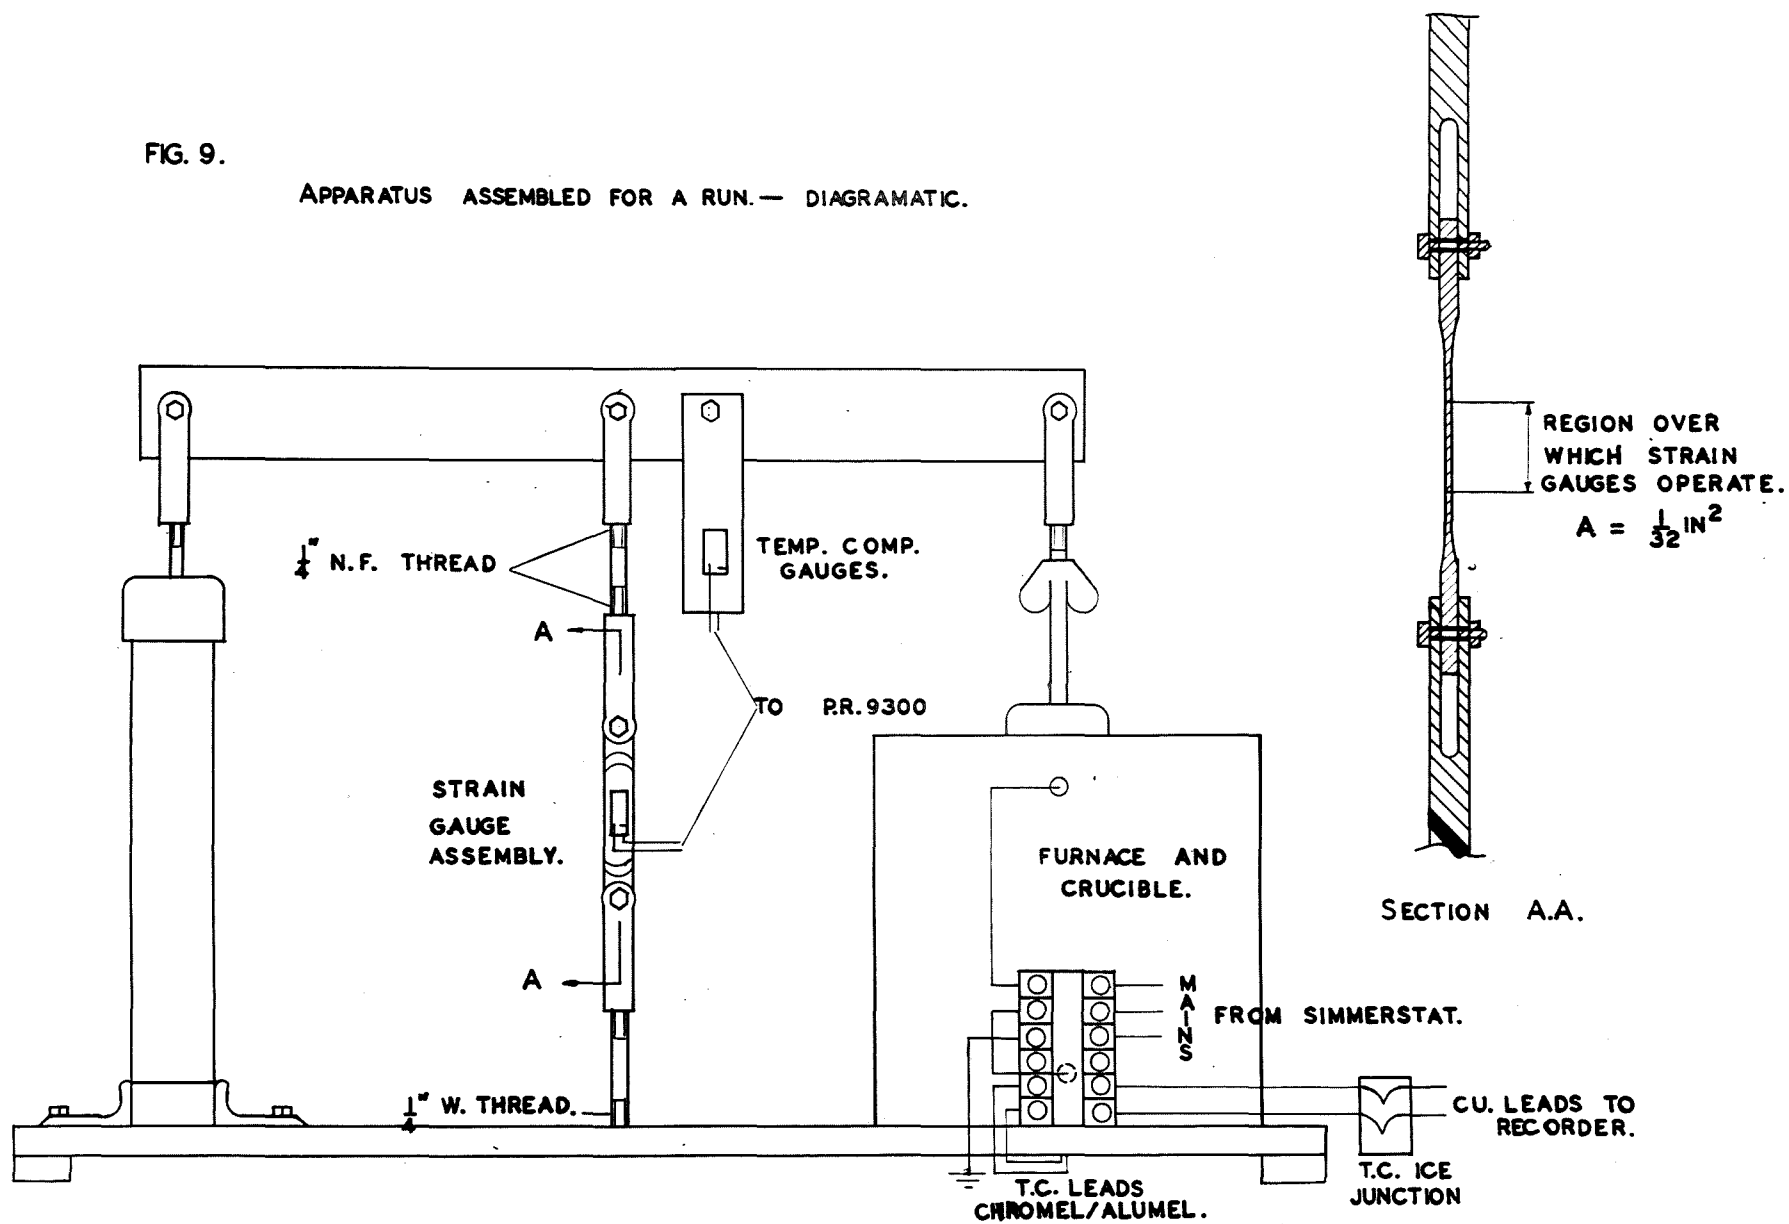 FIG. 9.
APPARATUS ASSEMBLED FOR A RUN.— DIAGRAMATIC.
REGION OVER
WHICH STRAIN
GAUGES OPERATE.
A = 1/32 IN²
1/4" N.F. THREAD
TEMP. COMP.
GAUGES.
A
TO P.R.9300
STRAIN
GAUGE
ASSEMBLY.
FURNACE AND
CRUCIBLE.
SECTION A.A.
A
MAINS
FROM SIMMERSTAT.
1/4" W. THREAD.
CU. LEADS TO
RECORDER.
T.C. ICE
JUNCTION
T.C. LEADS
CHROMEL/ALUMEL.